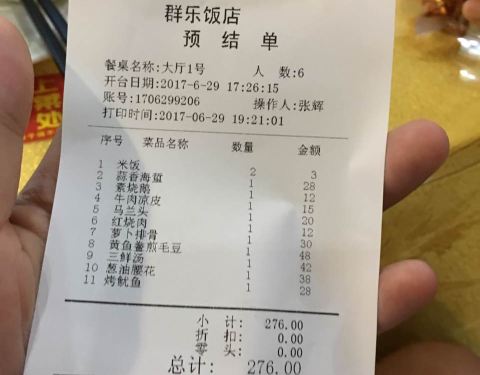 群乐饭店
预结单
餐桌名称:大厅1号 人 数:6
开台日期:2017-6-29 17:26:15
账号:1706299206 操作人:张辉
打印时间:2017-06-29 19:21:01
序号 菜品名称 数量 金额
1 米饭 2 3
2 蒜香海蜇 1 28
3 素烧鹅 1 12
4 牛肉凉皮 1 15
5 马兰头 1 20
6 红烧肉 1 12
7 萝卜排骨 1 30
8 黄鱼鲞煎毛豆 1 48
9 三鲜汤 1 42
10 葱油腰花 1 38
11 烤鱿鱼 1 28
小 计: 276.00
折 扣: 0.00
零 头: 0.00
总计: 276.00